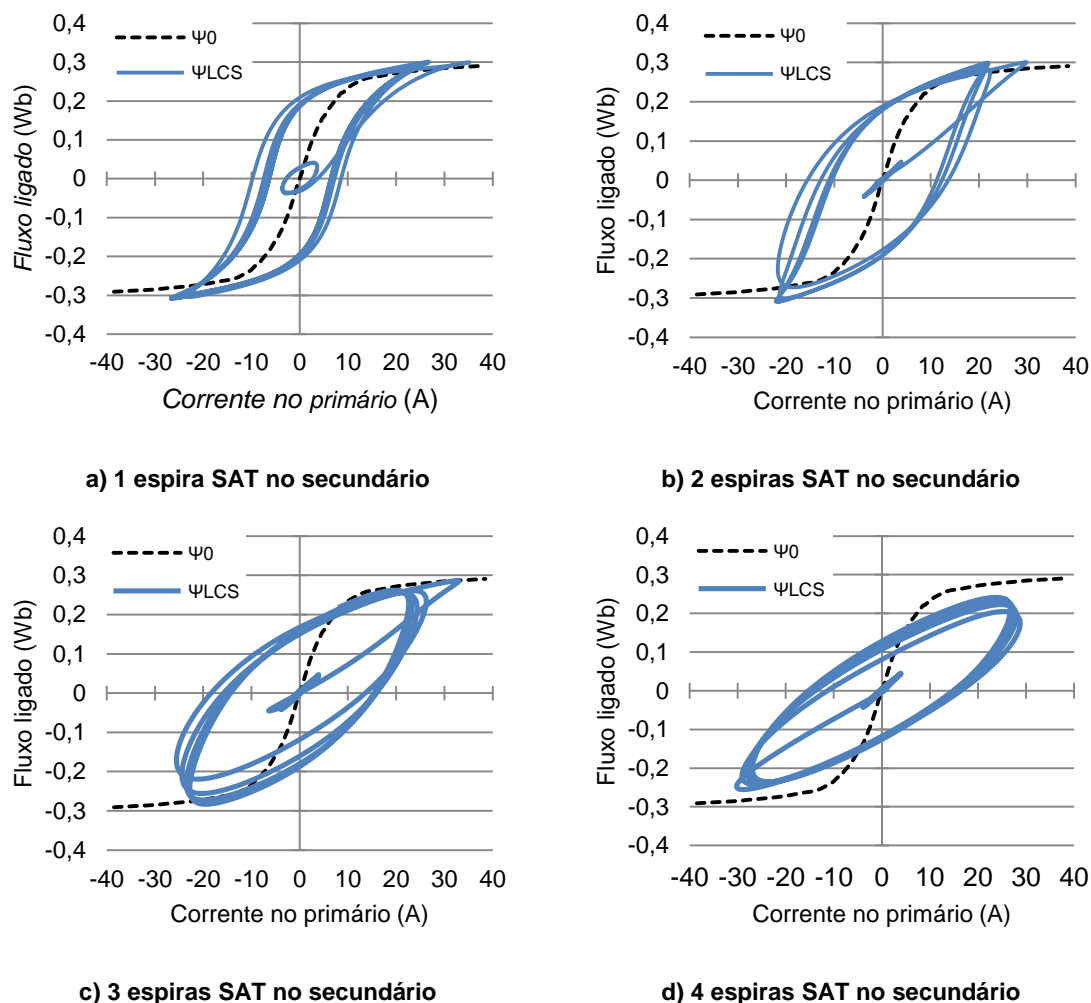 0,4
0,3
0,2
0,1
0
-0,1
-0,2
-0,3
-0,4
-40 -30 -20 -10 0 10 20 30 40
Fluxo ligado (Wb)
Corrente no primário (A)
Ψ0
ΨLCS
a) 1 espira SAT no secundário
0,4
0,3
0,2
0,1
0
-0,1
-0,2
-0,3
-0,4
-40 -30 -20 -10 0 10 20 30 40
Fluxo ligado (Wb)
Corrente no primário (A)
Ψ0
ΨLCS
b) 2 espiras SAT no secundário
0,4
0,3
0,2
0,1
0
-0,1
-0,2
-0,3
-0,4
-40 -30 -20 -10 0 10 20 30 40
Fluxo ligado (Wb)
Corrente no primário (A)
Ψ0
ΨLCS
c) 3 espiras SAT no secundário
0,4
0,3
0,2
0,1
0
-0,1
-0,2
-0,3
-0,4
-40 -30 -20 -10 0 10 20 30 40
Fluxo ligado (Wb)
Corrente no primário (A)
Ψ0
ΨLCS
d) 4 espiras SAT no secundário